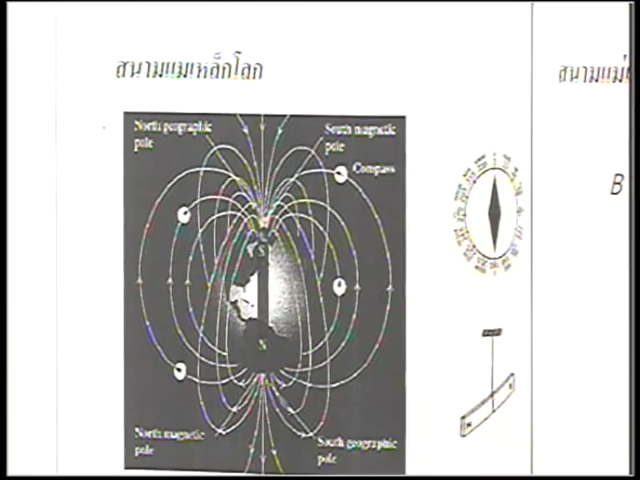 สนามแม่เหล็กโลก
สนามแม่
North geographic
pole
South magnetic
pole
Compass
B
S
N
North magnetic
pole
South geographic
pole